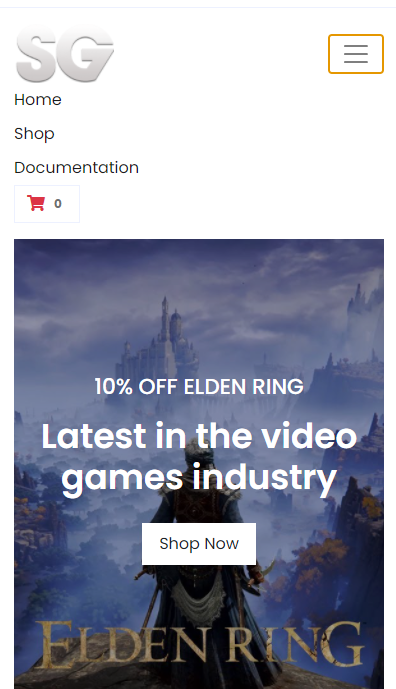 SG
Home
Shop
Documentation
0
10% OFF ELDEN RING
Latest in the video
games industry
Shop Now
ELDEN RING